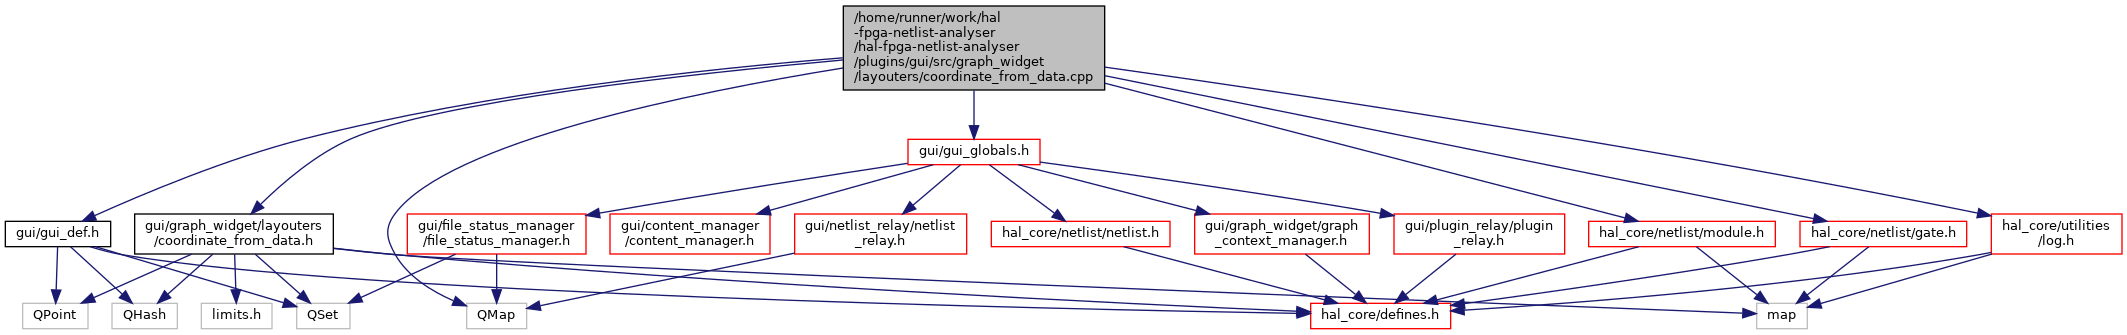 /home/runner/work/hal
-fpga-netlist-analyser
/hal-fpga-netlist-analyser
/plugins/gui/src/graph_widget
/layouters/coordinate_from_data.cpp
gui/gui_globals.h
gui/gui_def.h
gui/graph_widget/layouters
/coordinate_from_data.h
gui/file_status_manager
/file_status_manager.h
gui/content_manager
/content_manager.h
gui/netlist_relay/netlist
_relay.h
hal_core/netlist/netlist.h
gui/graph_widget/graph
_context_manager.h
gui/plugin_relay/plugin
_relay.h
hal_core/netlist/module.h
hal_core/netlist/gate.h
hal_core/utilities
/log.h
QPoint
QHash
limits.h
QSet
QMap
hal_core/defines.h
map